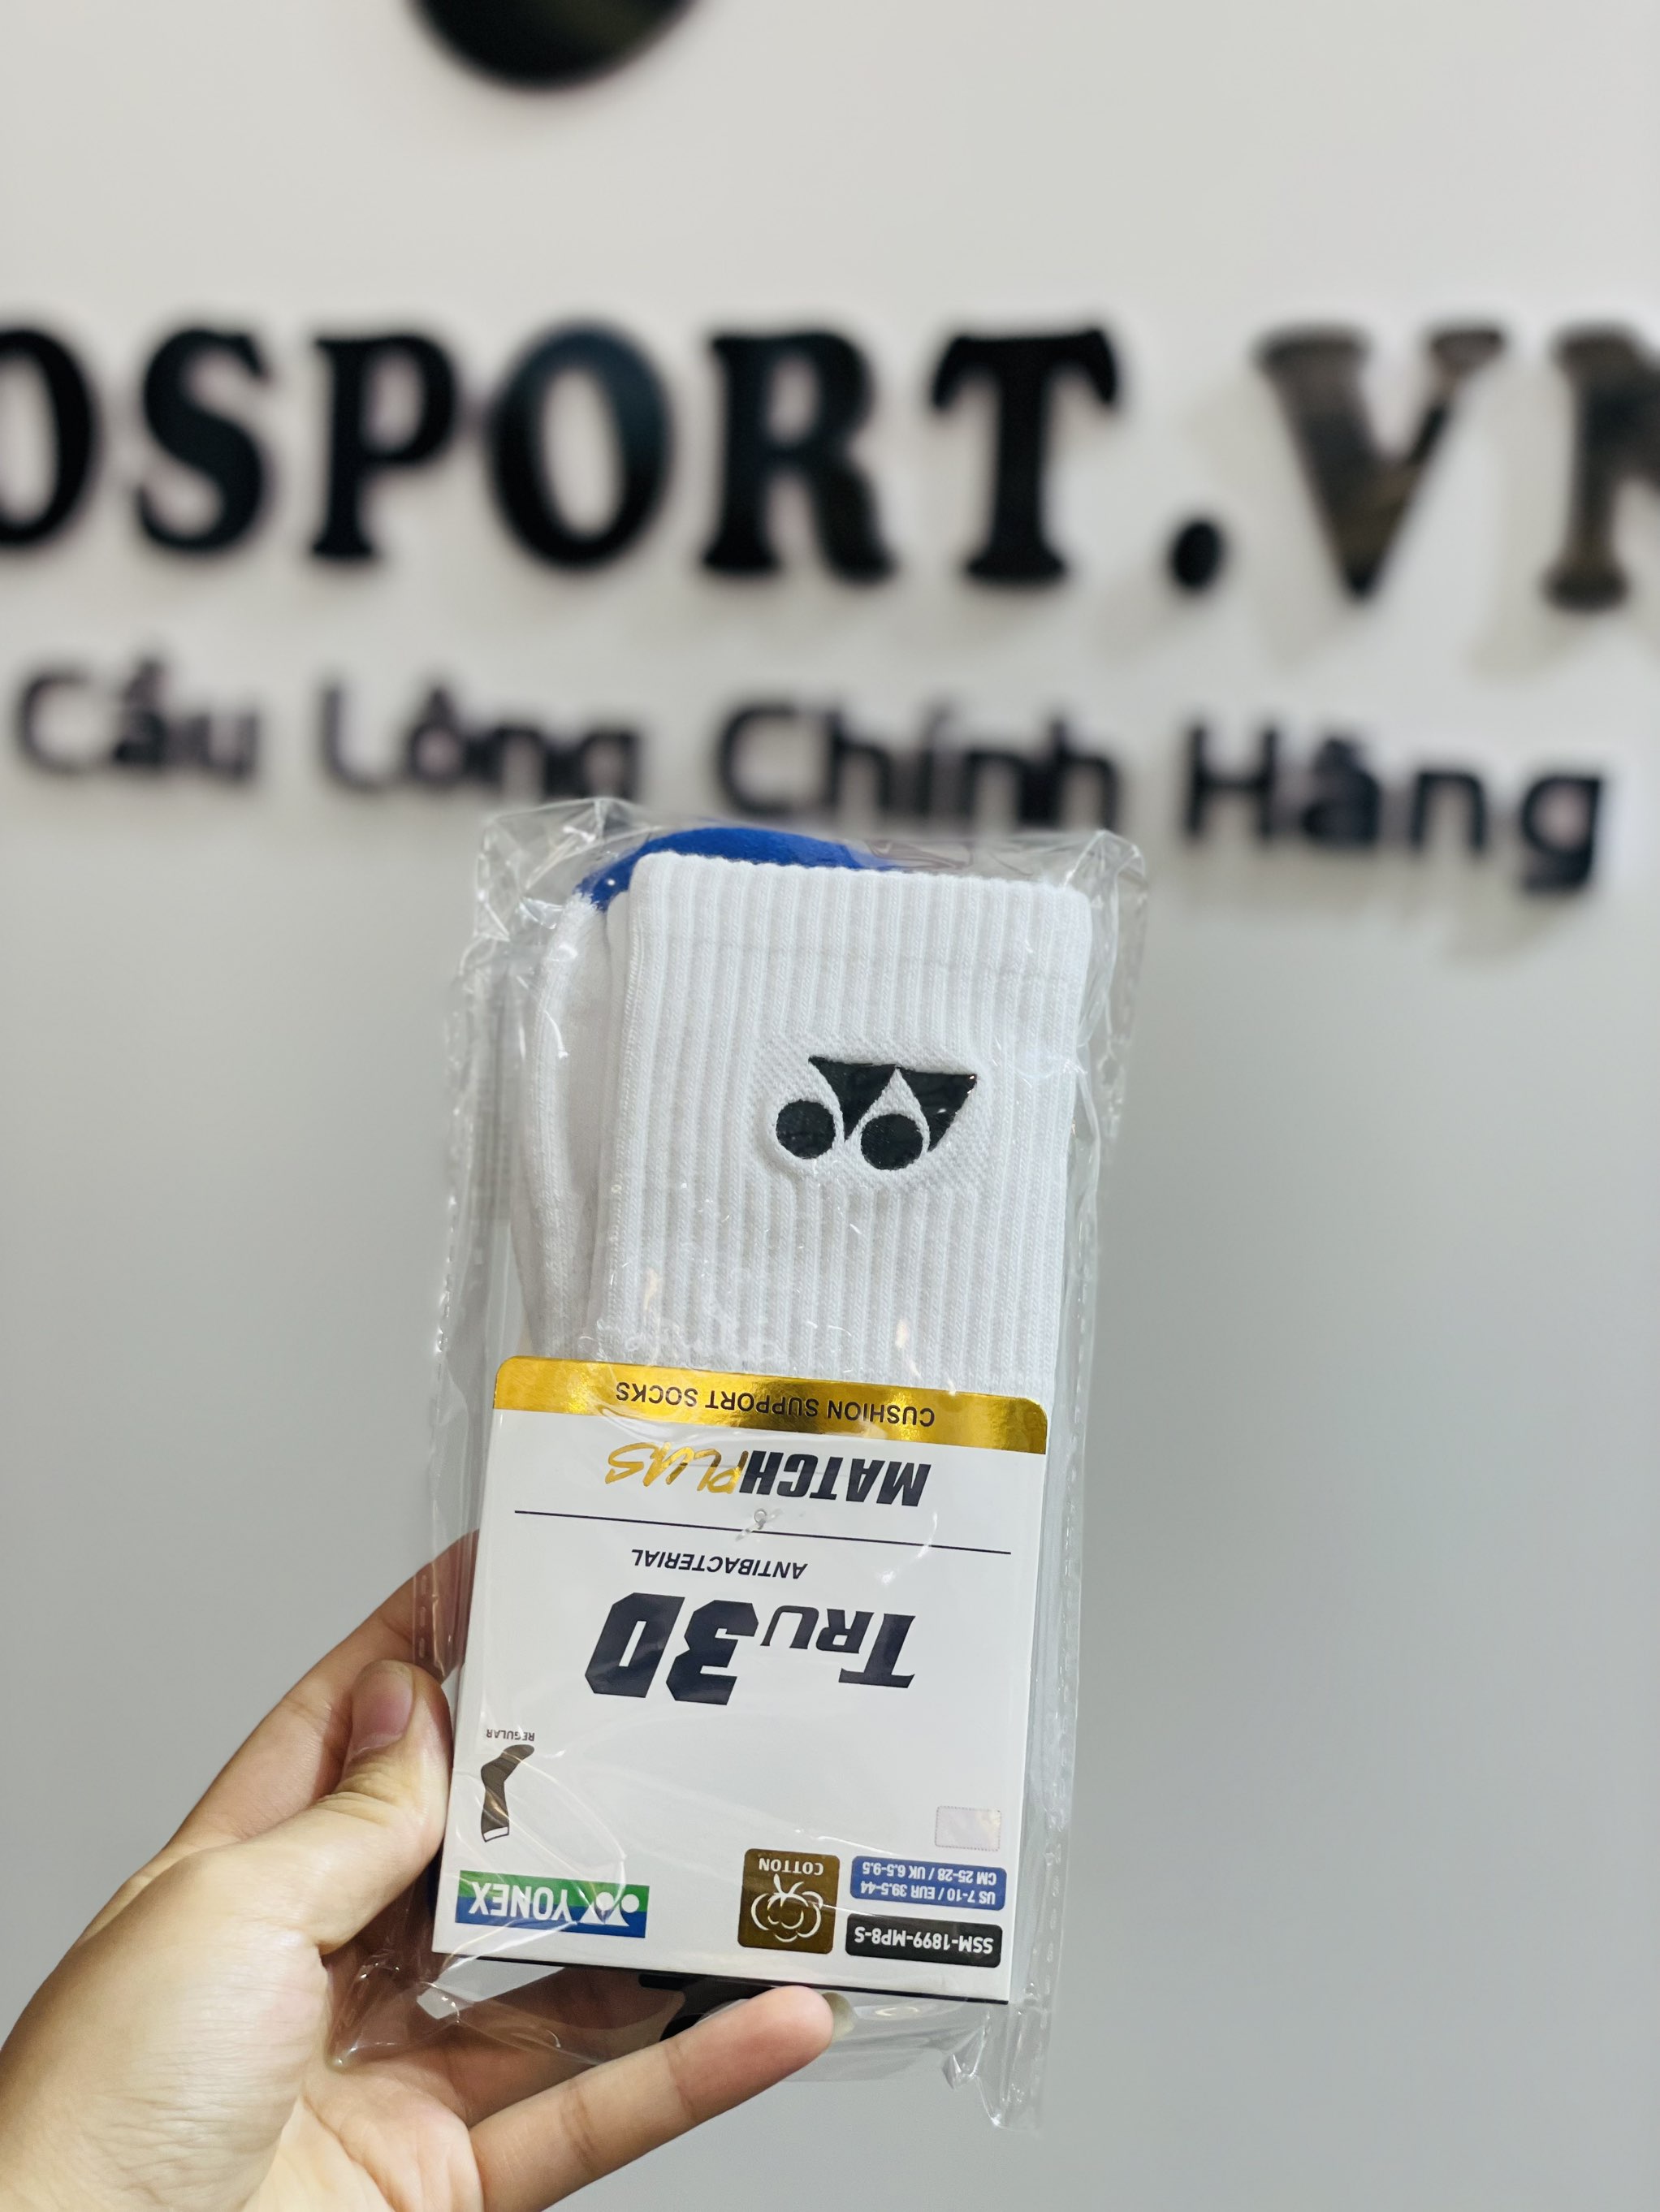 OSPORT.VN
Cầu Lông Chính Hãng
CUSHION SUPPORT SOCKS
MATCHPLUS
ANTIBACTERIAL
TRU3D
REGULAR
YONEX
COTTON
US 7-10 / EUR 39.5-44
CM 25-28 / UK 6.5-9.5
SSM-1899-MP8-S